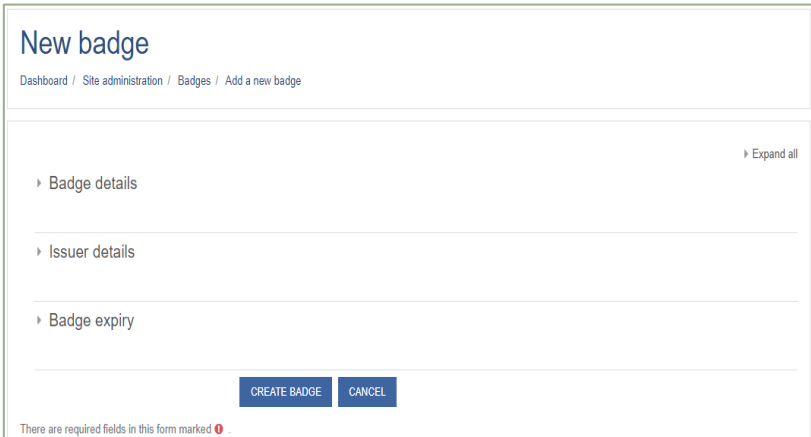 New badge
Dashboard / Site administration / Badges / Add a new badge
Expand all
Badge details
Issuer details
Badge expiry
CREATE BADGE CANCEL
There are required fields in this form marked .